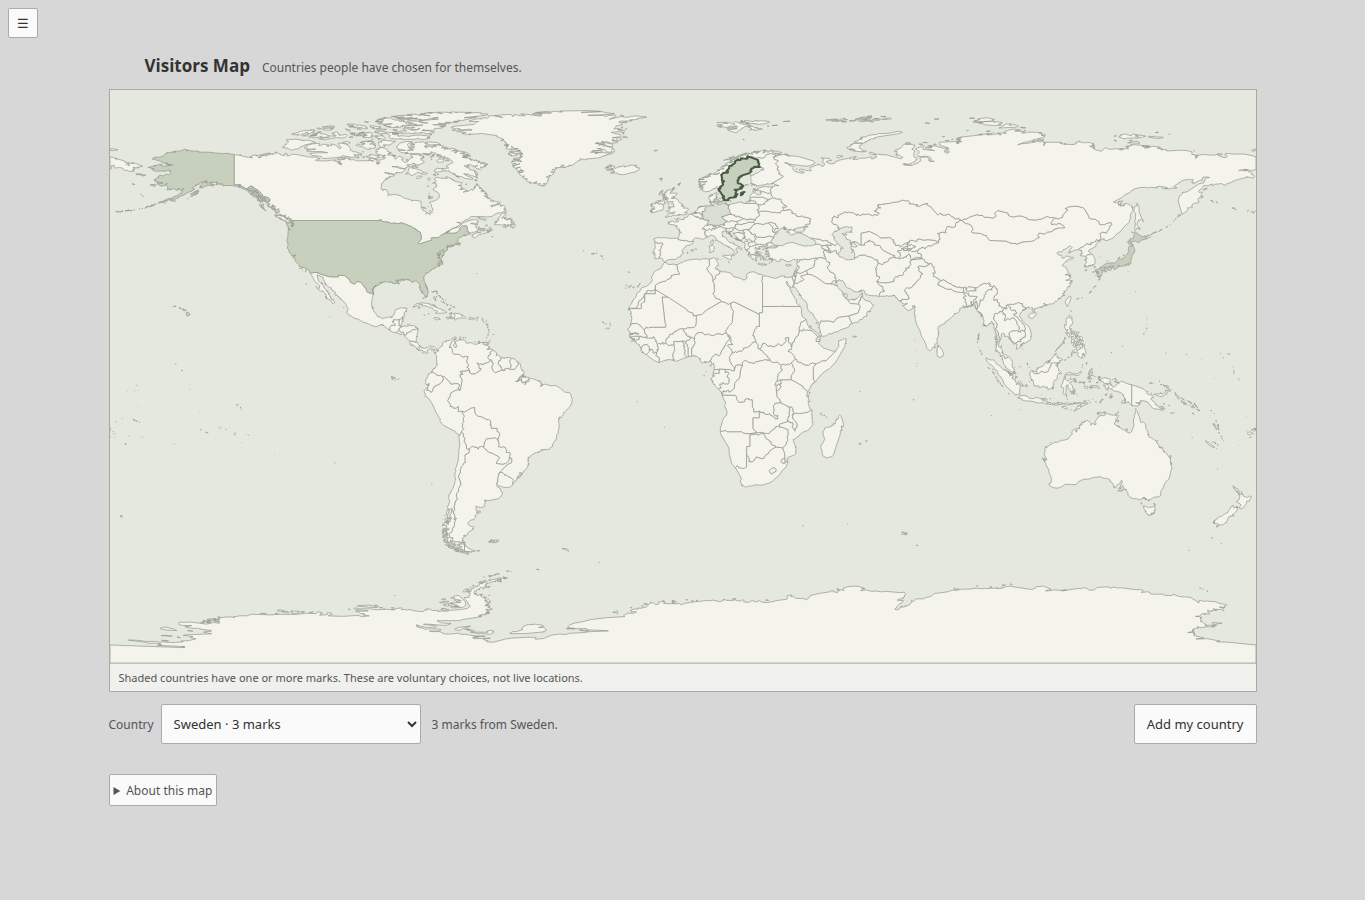 ☰
Visitors Map Countries people have chosen for themselves.
Shaded countries have one or more marks. These are voluntary choices, not live locations.
Country Sweden · 3 marks 3 marks from Sweden. Add my country
▶ About this map